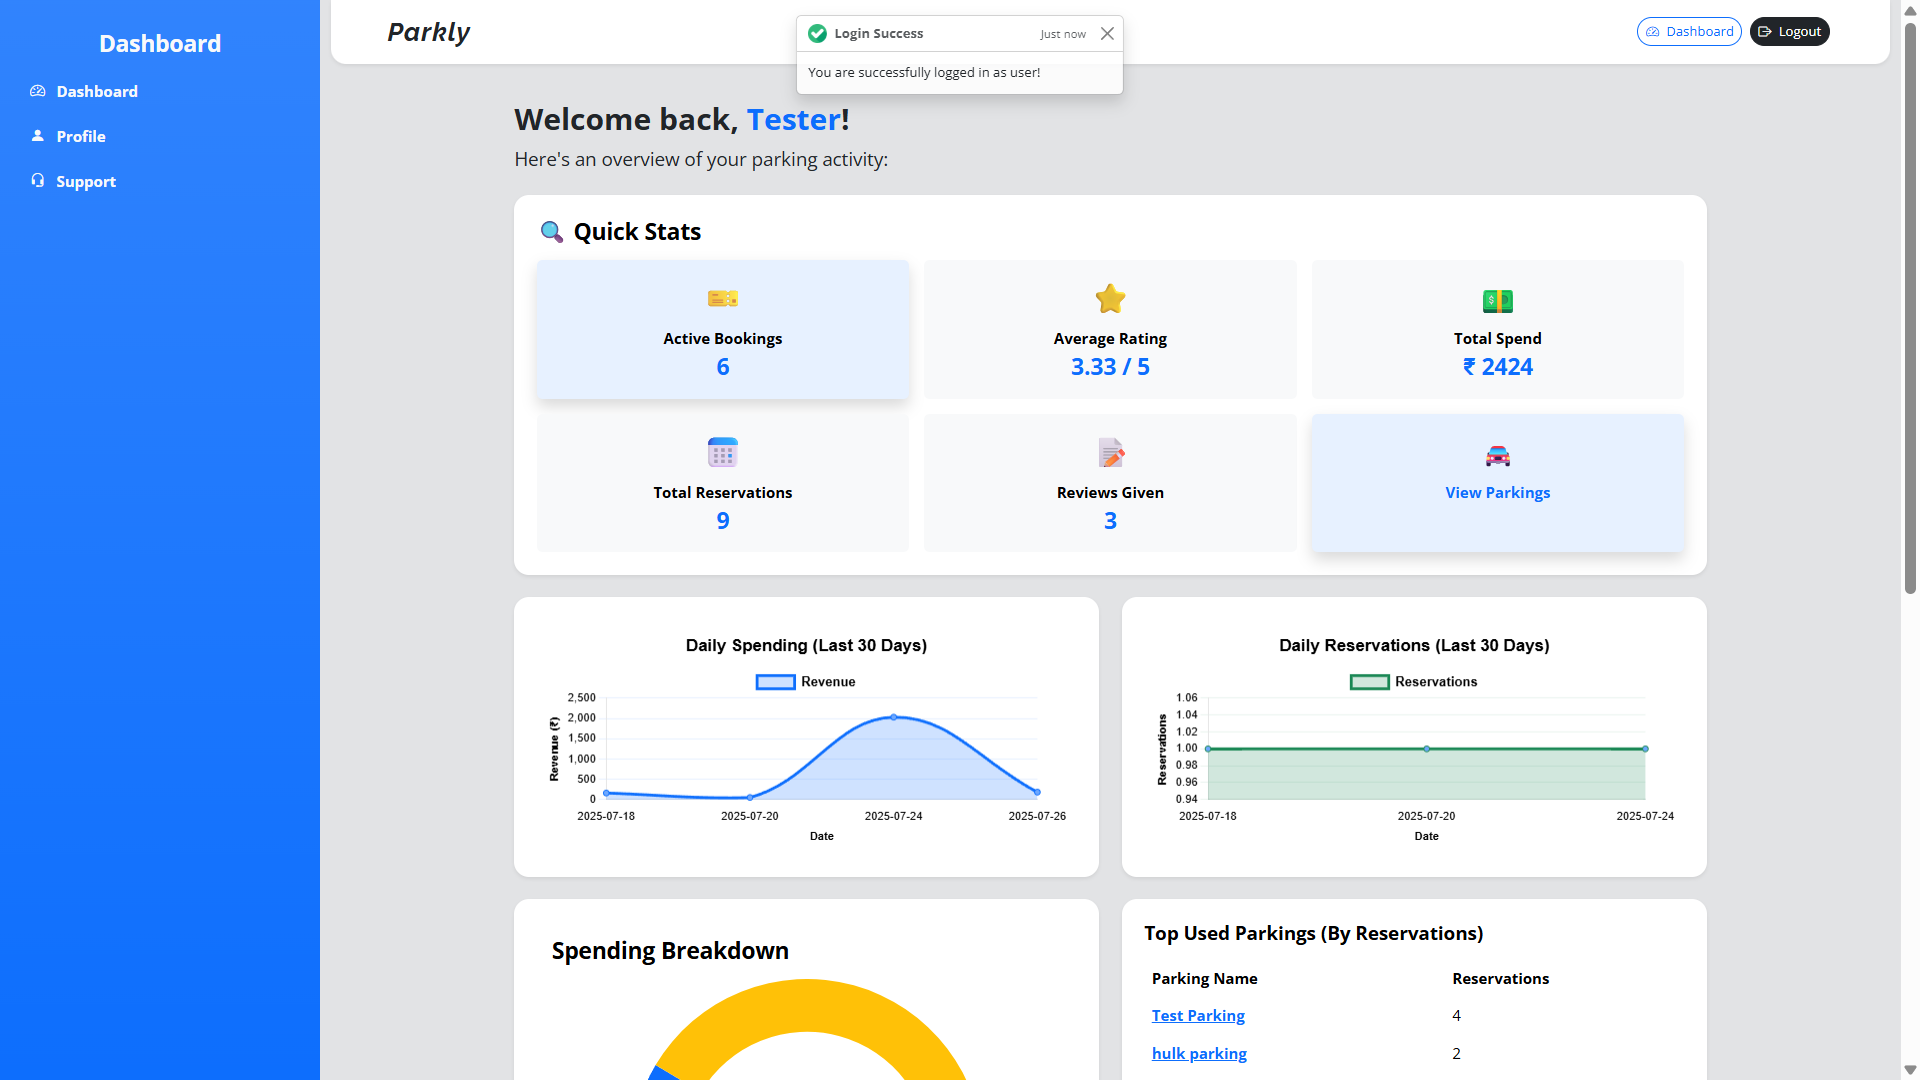 Dashboard
Dashboard
Profile
Support
Parkly
Login Success
Just now
You are successfully logged in as user!
Dashboard
Logout
Welcome back, Tester!
Here's an overview of your parking activity:
Quick Stats
Active Bookings
6
Average Rating
3.33 / 5
Total Spend
₹ 2424
Total Reservations
9
Reviews Given
3
View Parkings
Daily Spending (Last 30 Days)
Revenue
Revenue (₹)
2,500
2,000
1,500
1,000
500
0
2025-07-18
2025-07-20
2025-07-24
2025-07-26
Date
Daily Reservations (Last 30 Days)
Reservations
Reservations
1.06
1.04
1.02
1.00
0.98
0.96
0.94
2025-07-18
2025-07-20
2025-07-24
Date
Spending Breakdown
Top Used Parkings (By Reservations)
Parking Name Reservations
Test Parking 4
hulk parking 2